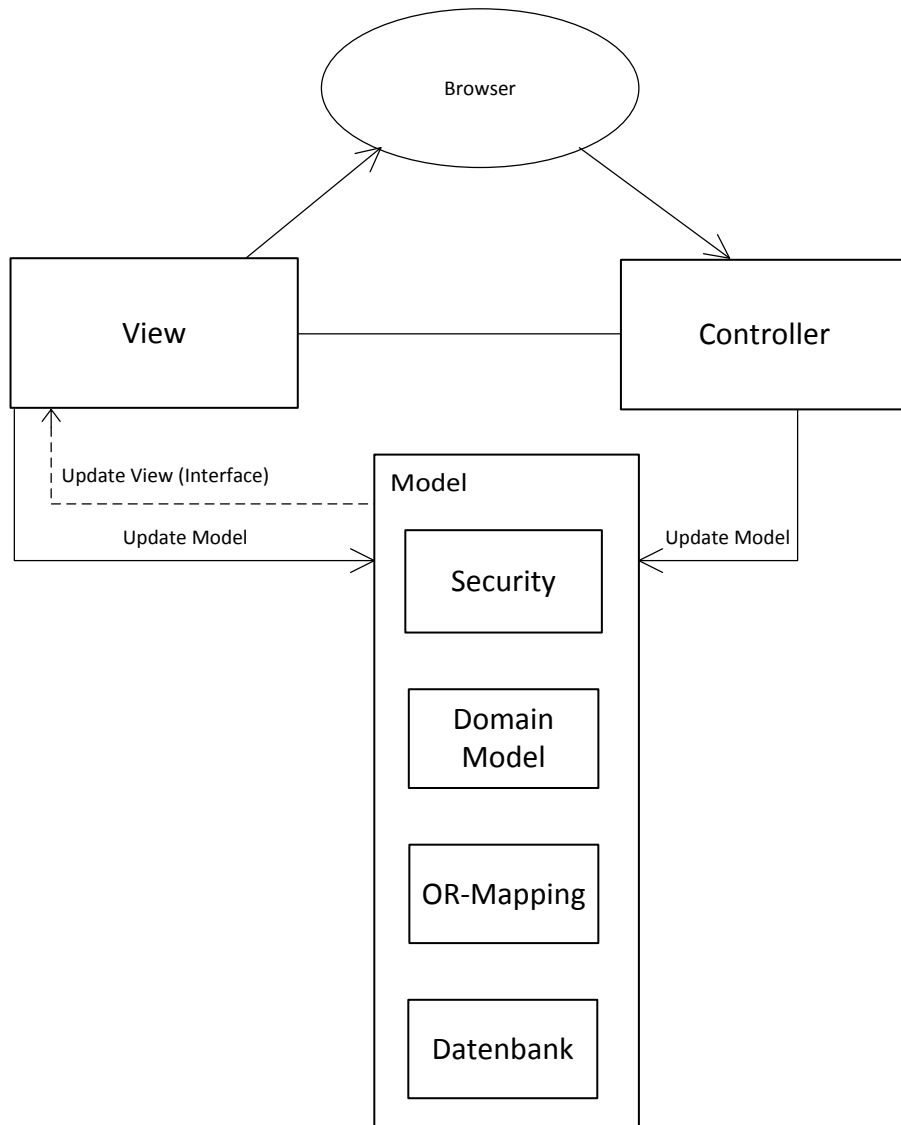 Browser
View
Controller
Update View (Interface)
Model
Update Model
Update Model
Security
Domain
Model
OR-Mapping
Datenbank